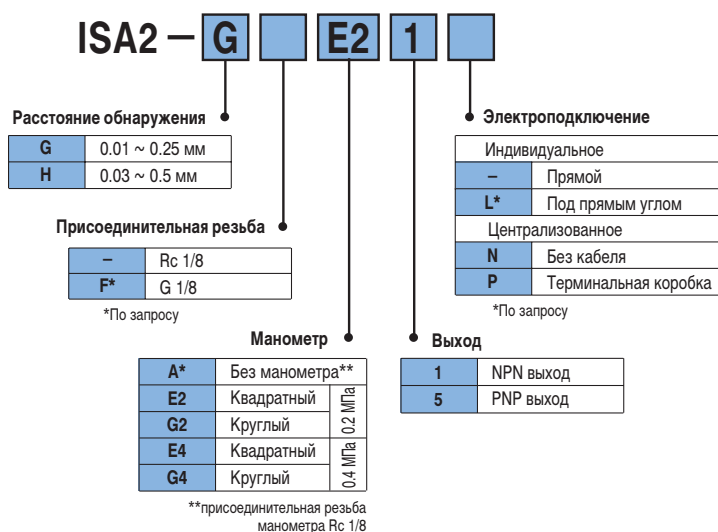 ISA2 – G E2 1
Расстояние обнаружения
G 0.01 ~ 0.25 мм
H 0.03 ~ 0.5 мм
Присоединительная резьба
– Rc 1/8
F* G 1/8
*По запросу
Манометр
A* Без манометра**
E2 Квадратный
G2 Круглый
0.2 МПа
E4 Квадратный
G4 Круглый
0.4 МПа
**присоединительная резьба
манометра Rc 1/8
Выход
1 NPN выход
5 PNP выход
Электроподключение
Индивидуальное
– Прямой
L* Под прямым углом
Централизованное
N Без кабеля
P Терминальная коробка
*По запросу